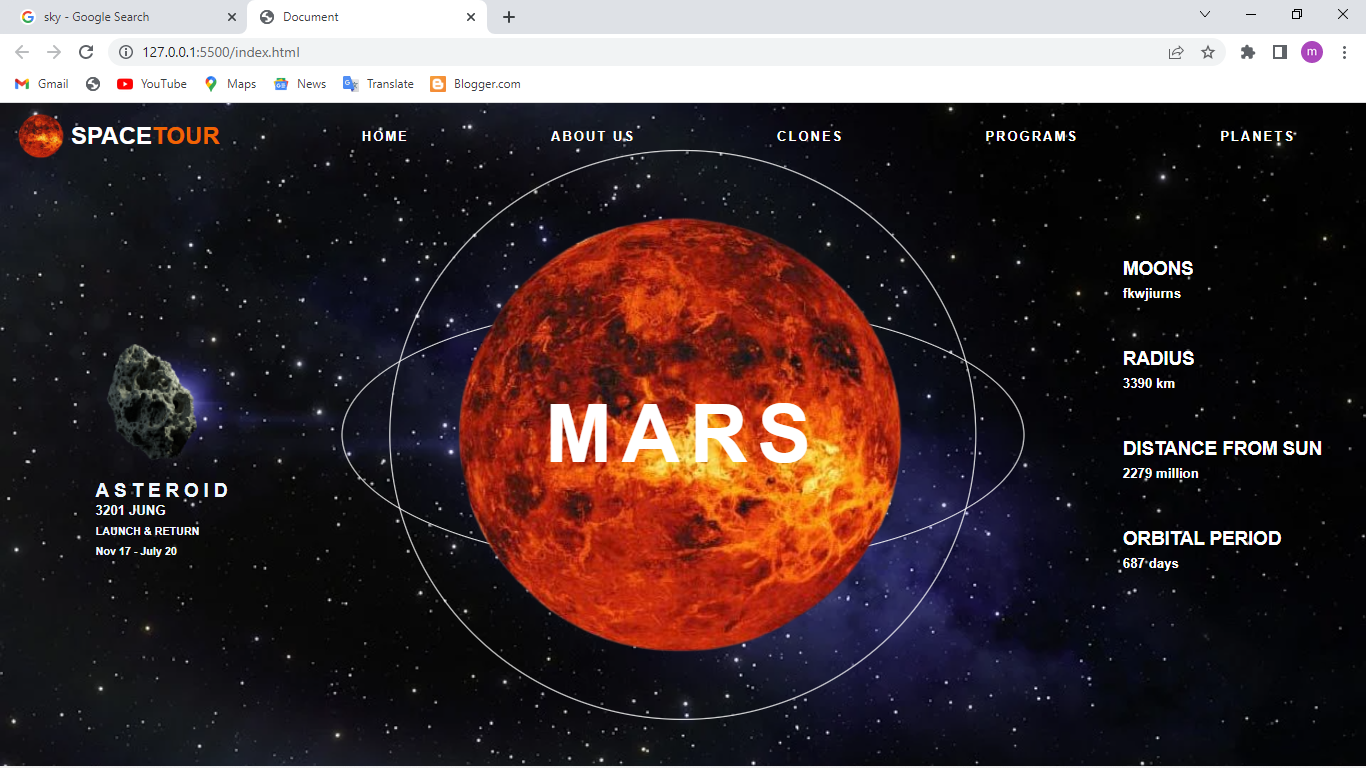 sky - Google Search
Document
127.0.0.1:5500/index.html
m
Gmail
YouTube
Maps
News
Translate
Blogger.com
SPACETOUR
HOME
ABOUT US
CLONES
PROGRAMS
PLANETS
MARS
ASTEROID
3201 JUNG
LAUNCH & RETURN
Nov 17 - July 20
MOONS
fkwjiurns
RADIUS
3390 km
DISTANCE FROM SUN
2279 million
ORBITAL PERIOD
687 days